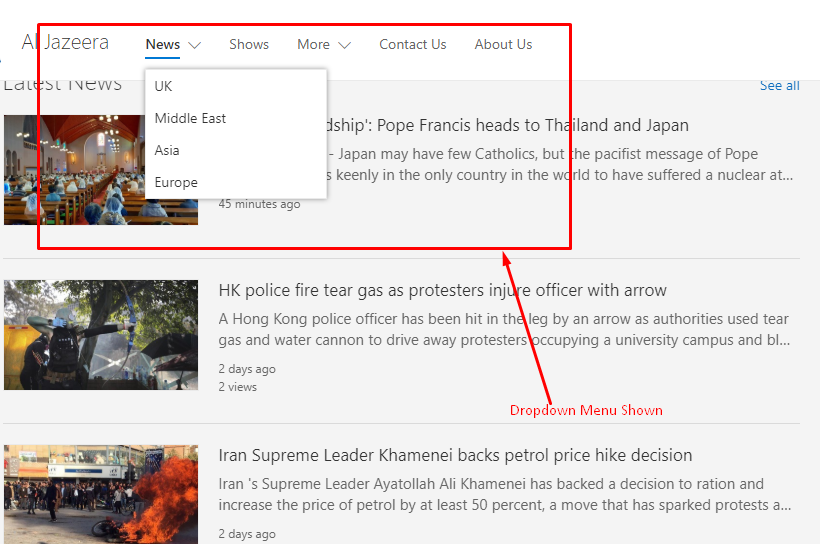 Al Jazeera News Shows More Contact Us About Us
Latest News See all
UK
Middle East
Asia
Europe
dship': Pope Francis heads to Thailand and Japan
- Japan may have few Catholics, but the pacifist message of Pope
s keenly in the only country in the world to have suffered a nuclear at...
45 minutes ago
HK police fire tear gas as protesters injure officer with arrow
A Hong Kong police officer has been hit in the leg by an arrow as authorities used tear
gas and water cannon to drive away protesters occupying a university campus and bl...
2 days ago
2 views
Dropdown Menu Shown
Iran Supreme Leader Khamenei backs petrol price hike decision
Iran 's Supreme Leader Ayatollah Ali Khamenei has backed a decision to ration and
increase the price of petrol by at least 50 percent, a move that has sparked protests a...
2 days ago